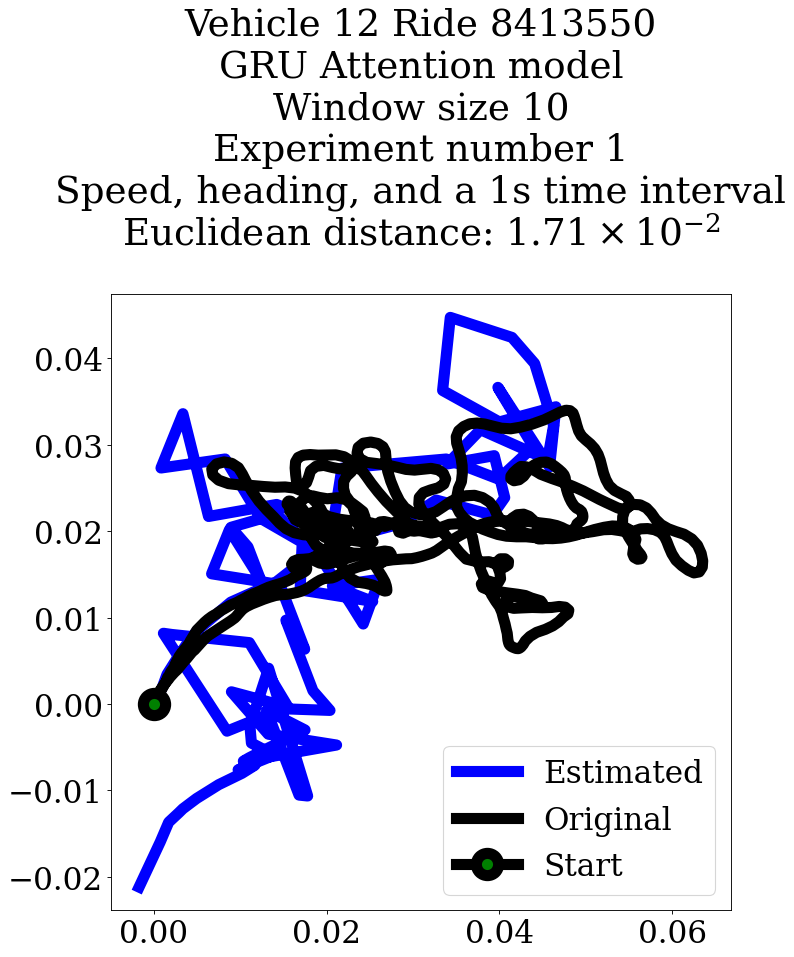 Vehicle 12 Ride 8413550
GRU Attention model
Window size 10
Experiment number 1
Speed, heading, and a 1s time interval
Euclidean distance: 1.71 × 10⁻²
0.04
0.03
0.02
0.01
0.00
−0.01
−0.02
Estimated
Original
Start
0.00 0.02 0.04 0.06